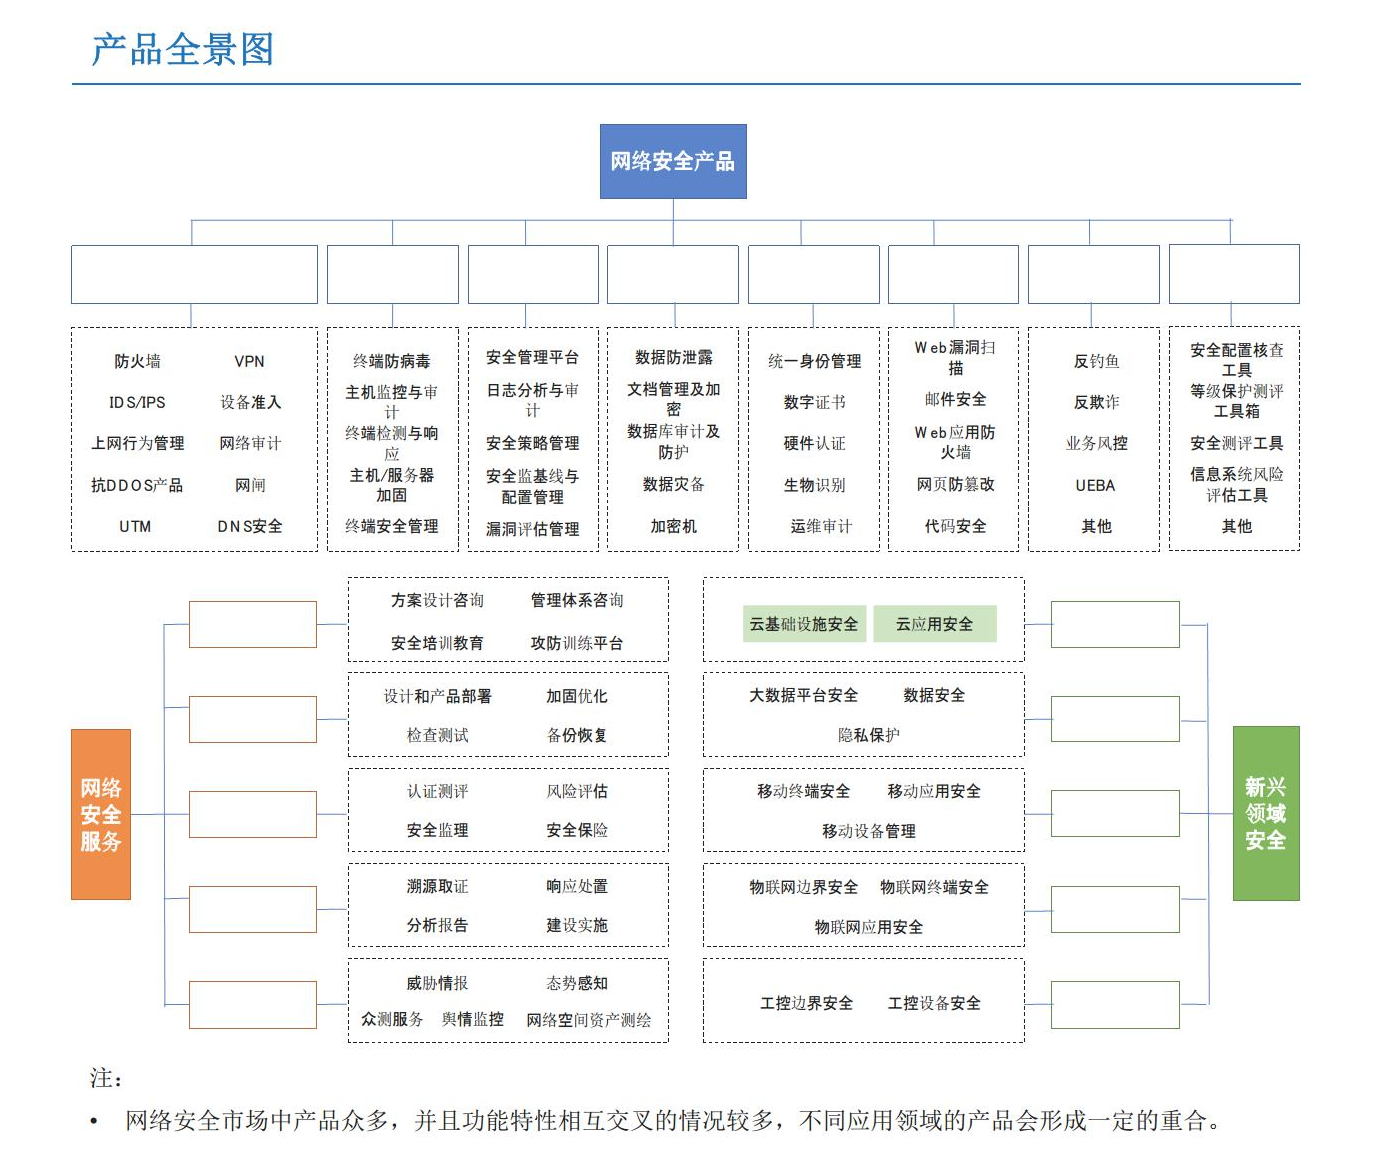 产品全景图
网络安全产品
防火墙 VPN
IDS/IPS 设备准入
上网行为管理 网络审计
抗DDOS产品 网闸
UTM DNS安全
终端防病毒
主机监控与审
计
终端检测与响
应
主机/服务器
加固
终端安全管理
安全管理平台
日志分析与审
计
安全策略管理
安全监基线与
配置管理
漏洞评估管理
数据防泄露
文档管理及加
密
数据库审计及
防护
数据灾备
加密机
统一身份管理
数字证书
硬件认证
生物识别
运维审计
Web漏洞扫
描
邮件安全
Web应用防
火墙
网页防篡改
代码安全
反钓鱼
反欺诈
业务风控
UEBA
其他
安全配置核查
工具
等级保护测评
工具箱
安全测评工具
信息系统风险
评估工具
其他
网络
安全
服务
方案设计咨询 管理体系咨询
安全培训教育 攻防训练平台
设计和产品部署 加固优化
检查测试 备份恢复
认证测评 风险评估
安全监理 安全保险
溯源取证 响应处置
分析报告 建设实施
威胁情报 态势感知
众测服务 舆情监控 网络空间资产测绘
云基础设施安全 云应用安全
大数据平台安全 数据安全
隐私保护
移动终端安全 移动应用安全
移动设备管理
物联网边界安全 物联网终端安全
物联网应用安全
工控边界安全 工控设备安全
新兴
领域
安全
注：
• 网络安全市场中产品众多，并且功能特性相互交叉的情况较多，不同应用领域的产品会形成一定的重合。